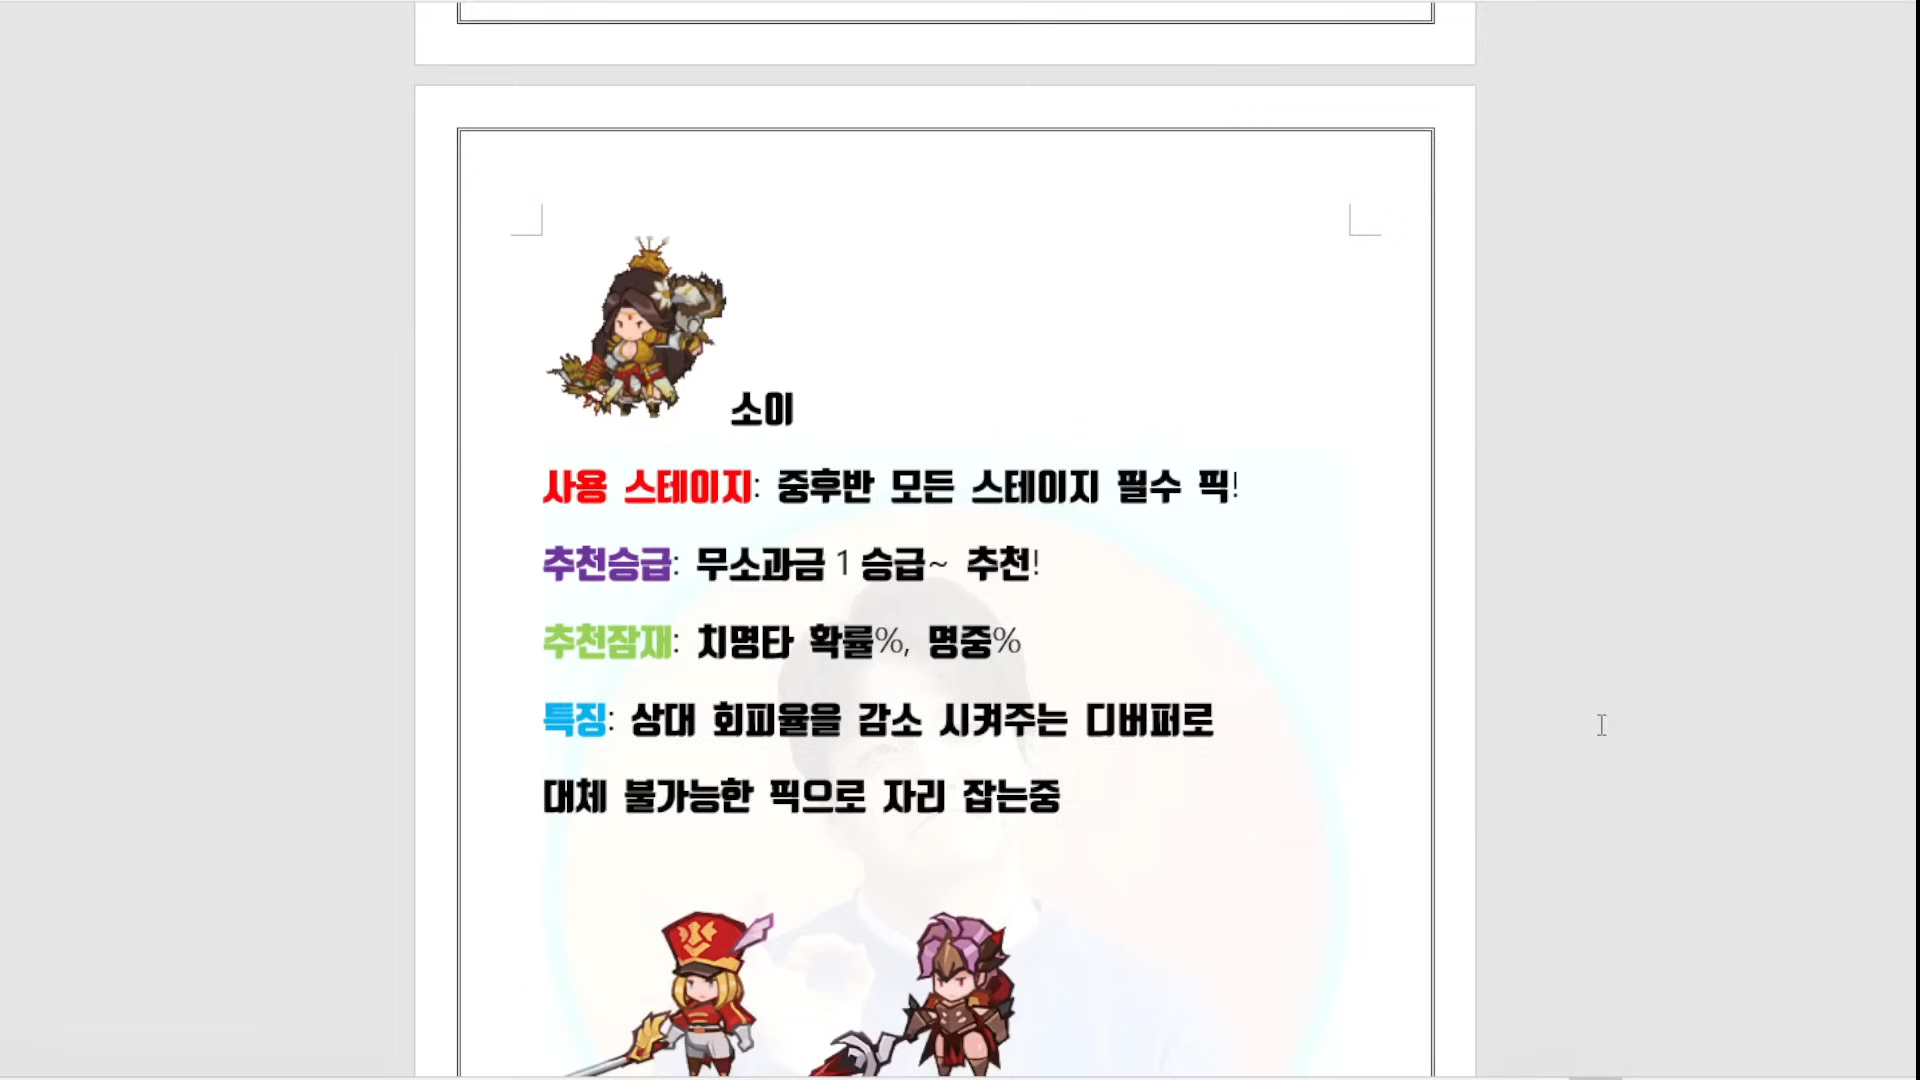 소이
사용 스테이지: 중후반 모든 스테이지 필수 픽!
추천승급: 무소과금 1 승급~ 추천!
추천잠재: 치명타 확률%, 명중%
특징: 상대 회피율을 감소 시켜주는 디버퍼로
대체 불가능한 픽으로 자리 잡는중